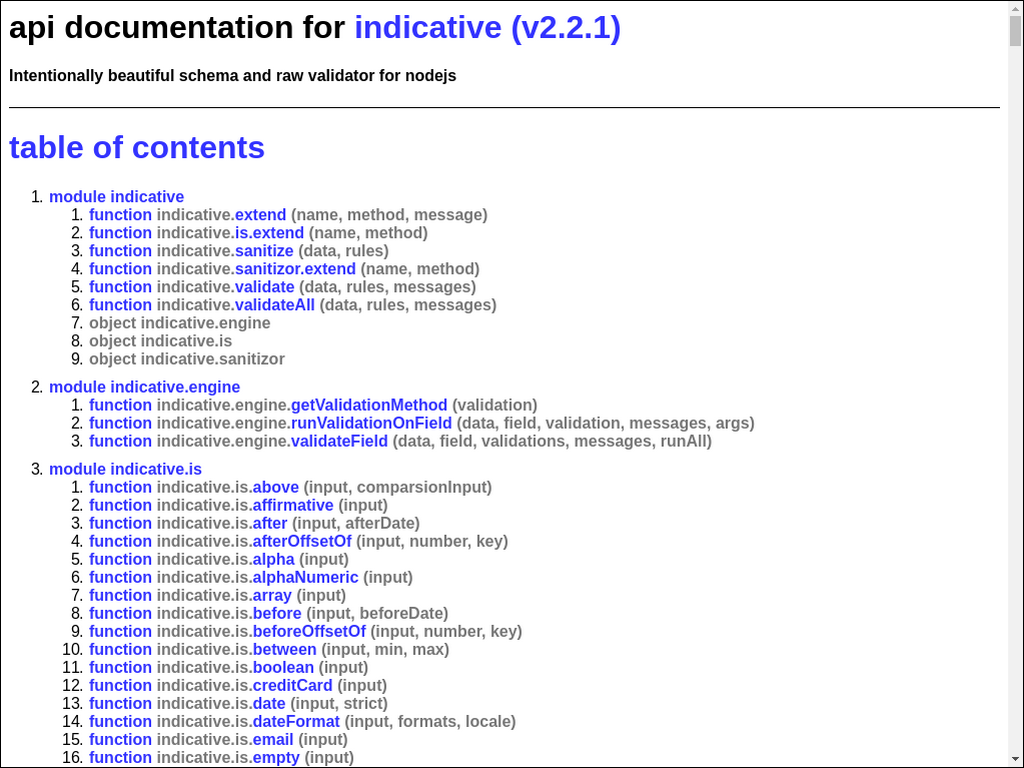 api documentation for indicative (v2.2.1)
Intentionally beautiful schema and raw validator for nodejs
table of contents
1. module indicative
1. function indicative.extend (name, method, message)
2. function indicative.is.extend (name, method)
3. function indicative.sanitize (data, rules)
4. function indicative.sanitizor.extend (name, method)
5. function indicative.validate (data, rules, messages)
6. function indicative.validateAll (data, rules, messages)
7. object indicative.engine
8. object indicative.is
9. object indicative.sanitizor
2. module indicative.engine
1. function indicative.engine.getValidationMethod (validation)
2. function indicative.engine.runValidationOnField (data, field, validation, messages, args)
3. function indicative.engine.validateField (data, field, validations, messages, runAll)
3. module indicative.is
1. function indicative.is.above (input, comparsionInput)
2. function indicative.is.affirmative (input)
3. function indicative.is.after (input, afterDate)
4. function indicative.is.afterOffsetOf (input, number, key)
5. function indicative.is.alpha (input)
6. function indicative.is.alphaNumeric (input)
7. function indicative.is.array (input)
8. function indicative.is.before (input, beforeDate)
9. function indicative.is.beforeOffsetOf (input, number, key)
10. function indicative.is.between (input, min, max)
11. function indicative.is.boolean (input)
12. function indicative.is.creditCard (input)
13. function indicative.is.date (input, strict)
14. function indicative.is.dateFormat (input, formats, locale)
15. function indicative.is.email (input)
16. function indicative.is.empty (input)